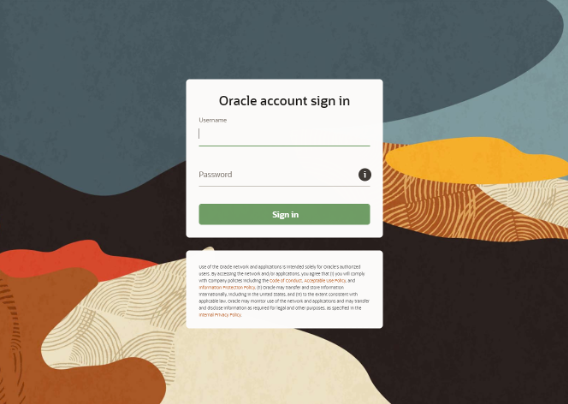 Oracle account sign in
Username
Password
i
Sign in
Use of the Oracle network and applications is intended solely for Oracle's authorized
users. By accessing the network and/or applications, you agree that (i) you will comply
with company policies including the Code of Conduct, Acceptable Use Policy, and
Information Protection Policy, (ii) Oracle may transfer and store information
internationally, including in the United States, and (iii) to the extent consistent with
applicable law, Oracle may monitor use of the network and applications and may transfer
and disclose information as required for legal and other purposes, as specified in the
Internal Privacy Policy.